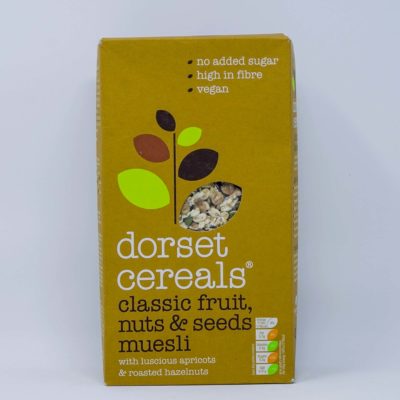 • no added sugar
• high in fibre
• vegan
dorset
cereals®
classic fruit,
nuts & seeds
muesli
with luscious apricots
& roasted hazelnuts